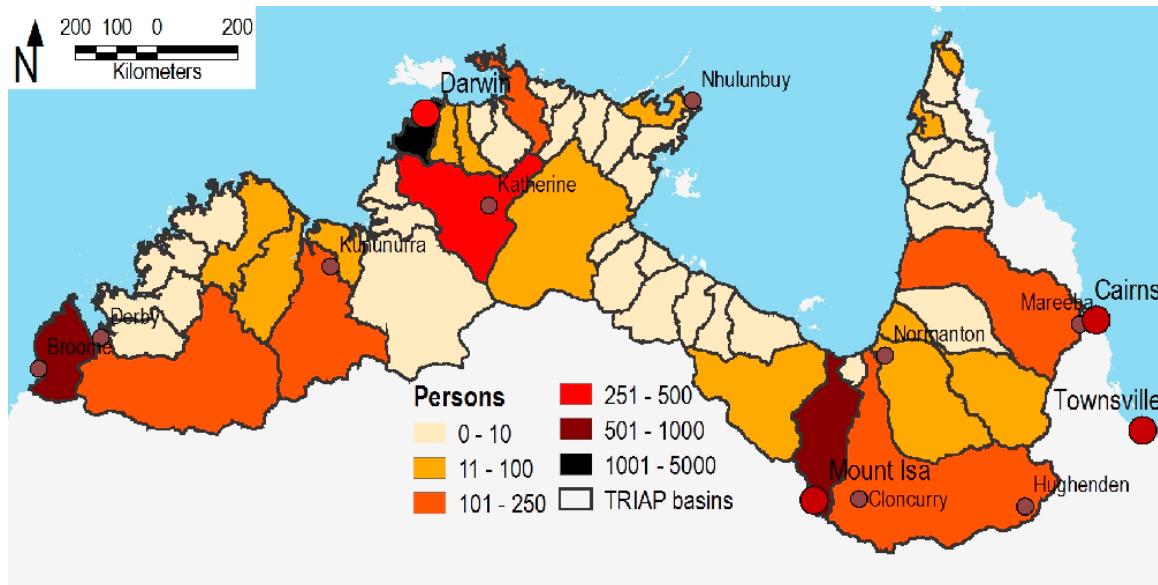 200 100 0 200
N
Kilometers
Darwin
Nhulunbuy
Katherine
Kununurra
Derby
Broome
Mareeba
Cairns
Normanton
Townsville
Mount Isa
Cloncurry
Hughenden
Persons
0 - 10
11 - 100
101 - 250
251 - 500
501 - 1000
1001 - 5000
TRIAP basins